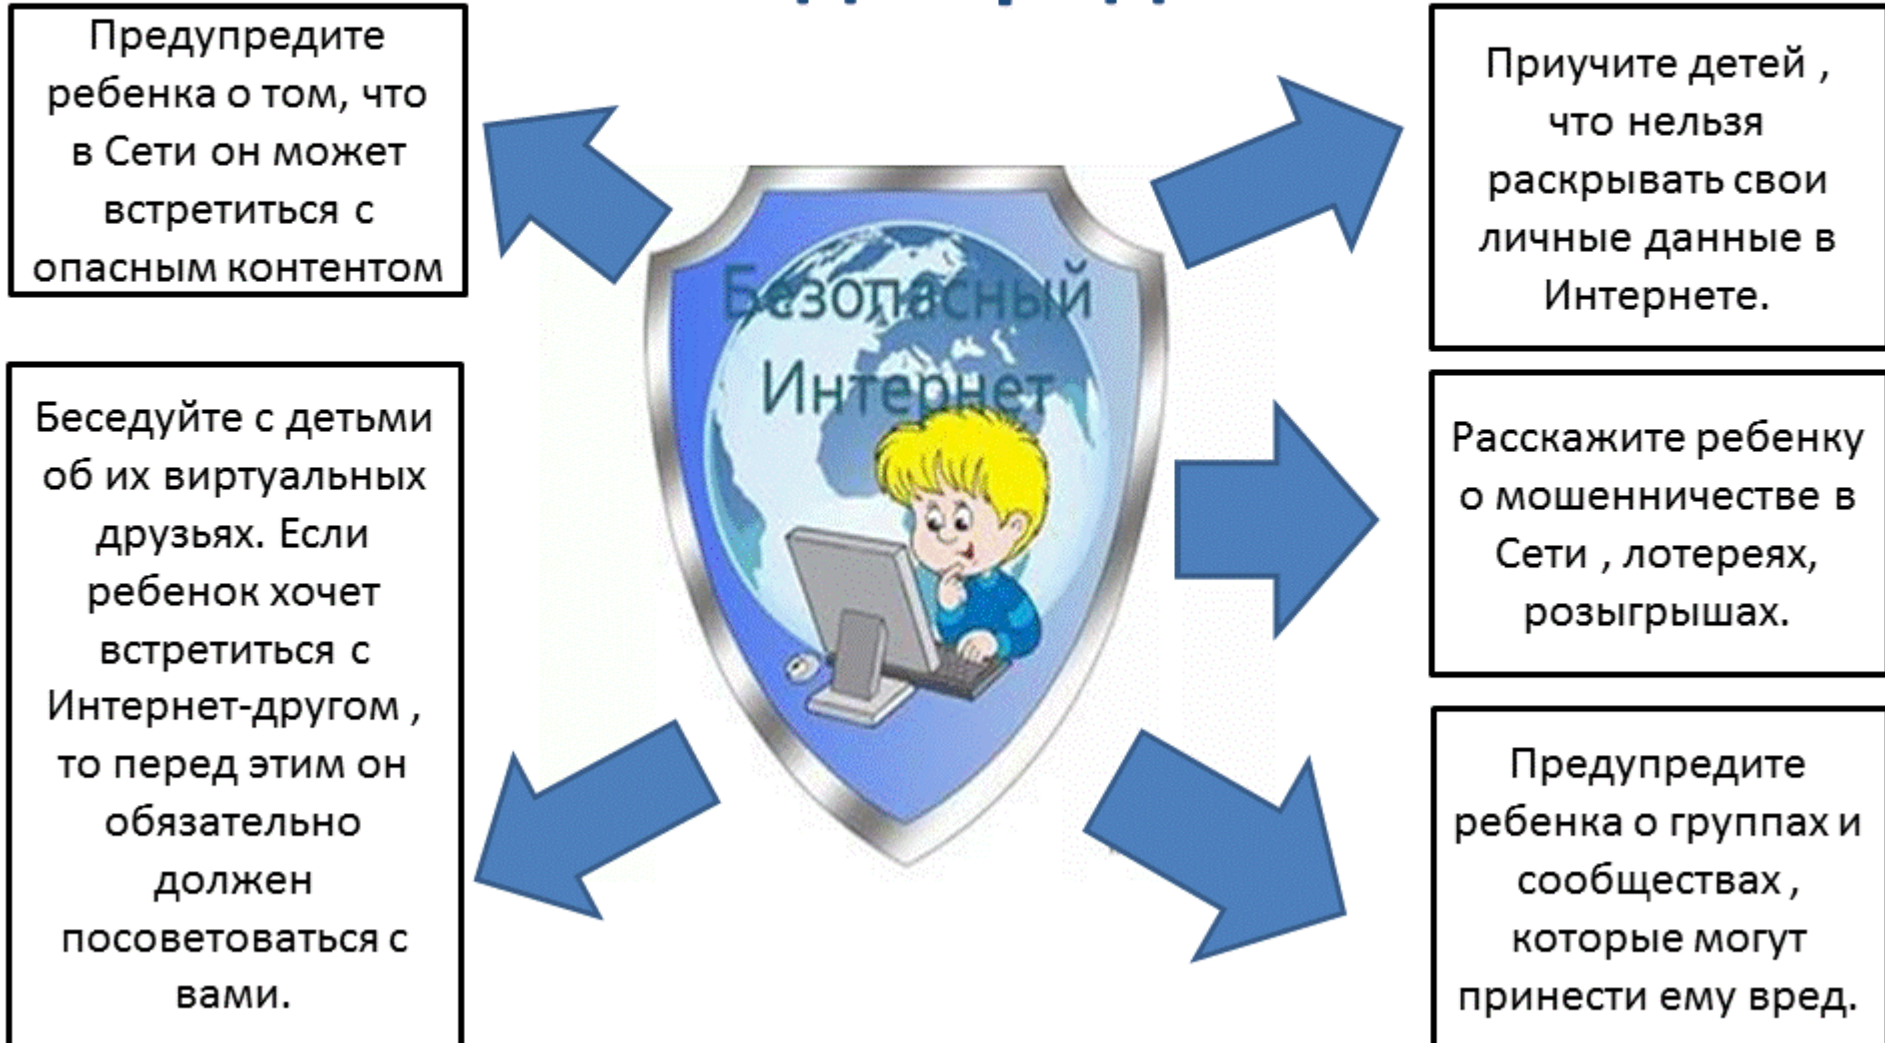 Предупредите
ребенка о том, что
в Сети он может
встретиться с
опасным контентом
Беседуйте с детьми
об их виртуальных
друзьях. Если
ребенок хочет
встретиться с
Интернет-другом ,
то перед этим он
обязательно
должен
посоветоваться с
вами.
Безопасный
Интернет
Приучите детей ,
что нельзя
раскрывать свои
личные данные в
Интернете.
Расскажите ребенку
о мошенничестве в
Сети , лотереях,
розыгрышах.
Предупредите
ребенка о группах и
сообществах ,
которые могут
принести ему вред.